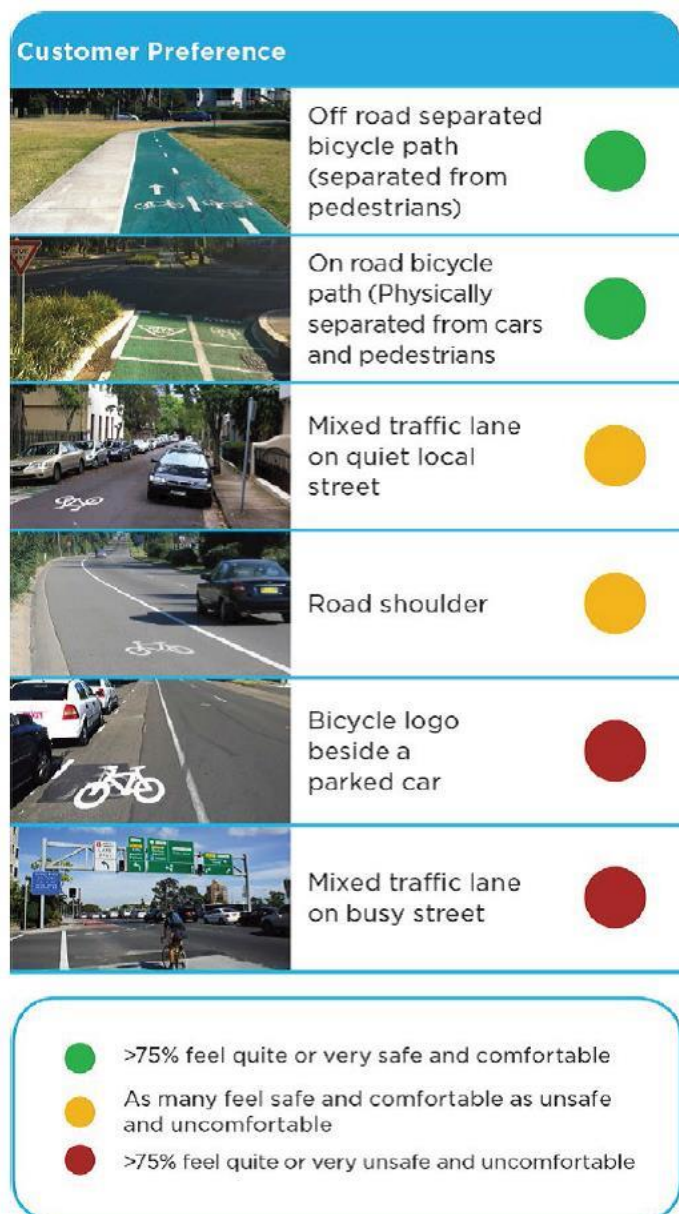 Customer Preference
Off road separated
bicycle path
(separated from
pedestrians)
On road bicycle
path (Physically
separated from cars
and pedestrians
Mixed traffic lane
on quiet local
street
Road shoulder
Bicycle logo
beside a
parked car
Mixed traffic lane
on busy street
>75% feel quite or very safe and comfortable
As many feel safe and comfortable as unsafe
and uncomfortable
>75% feel quite or very unsafe and uncomfortable